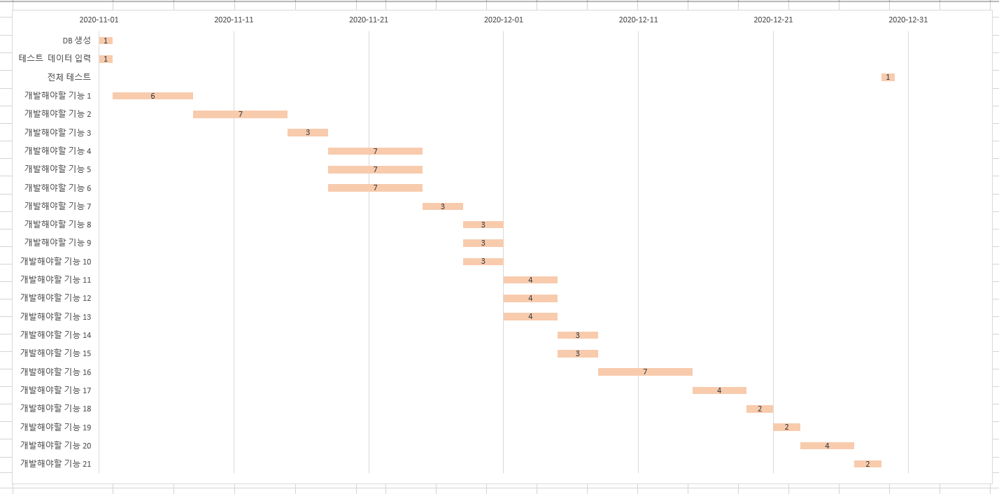 2020-11-01 2020-11-11 2020-11-21 2020-12-01 2020-12-11 2020-12-21 2020-12-31
DB 생성 1
테스트 데이터 입력 1
전체 테스트 1
개발해야할 기능 1 6
개발해야할 기능 2 7
개발해야할 기능 3 3
개발해야할 기능 4 7
개발해야할 기능 5 7
개발해야할 기능 6 7
개발해야할 기능 7 3
개발해야할 기능 8 3
개발해야할 기능 9 3
개발해야할 기능 10 3
개발해야할 기능 11 4
개발해야할 기능 12 4
개발해야할 기능 13 4
개발해야할 기능 14 3
개발해야할 기능 15 3
개발해야할 기능 16 7
개발해야할 기능 17 4
개발해야할 기능 18 2
개발해야할 기능 19 2
개발해야할 기능 20 4
개발해야할 기능 21 2